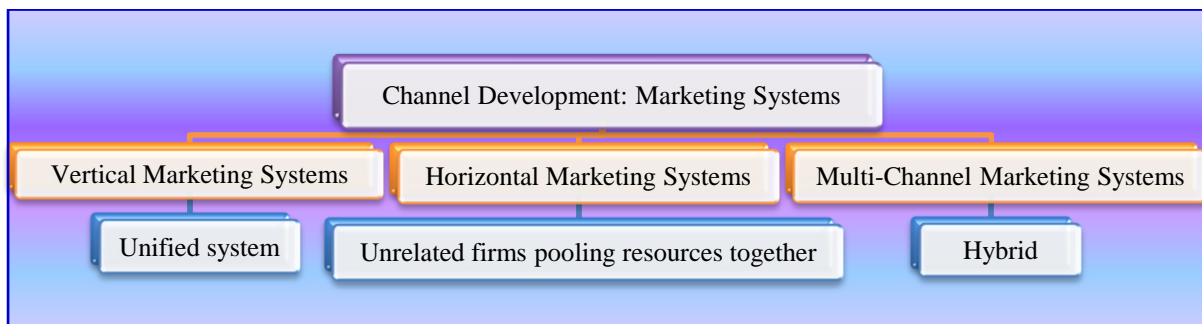 Channel Development: Marketing Systems
Vertical Marketing Systems
Horizontal Marketing Systems
Multi-Channel Marketing Systems
Unified system
Unrelated firms pooling resources together
Hybrid